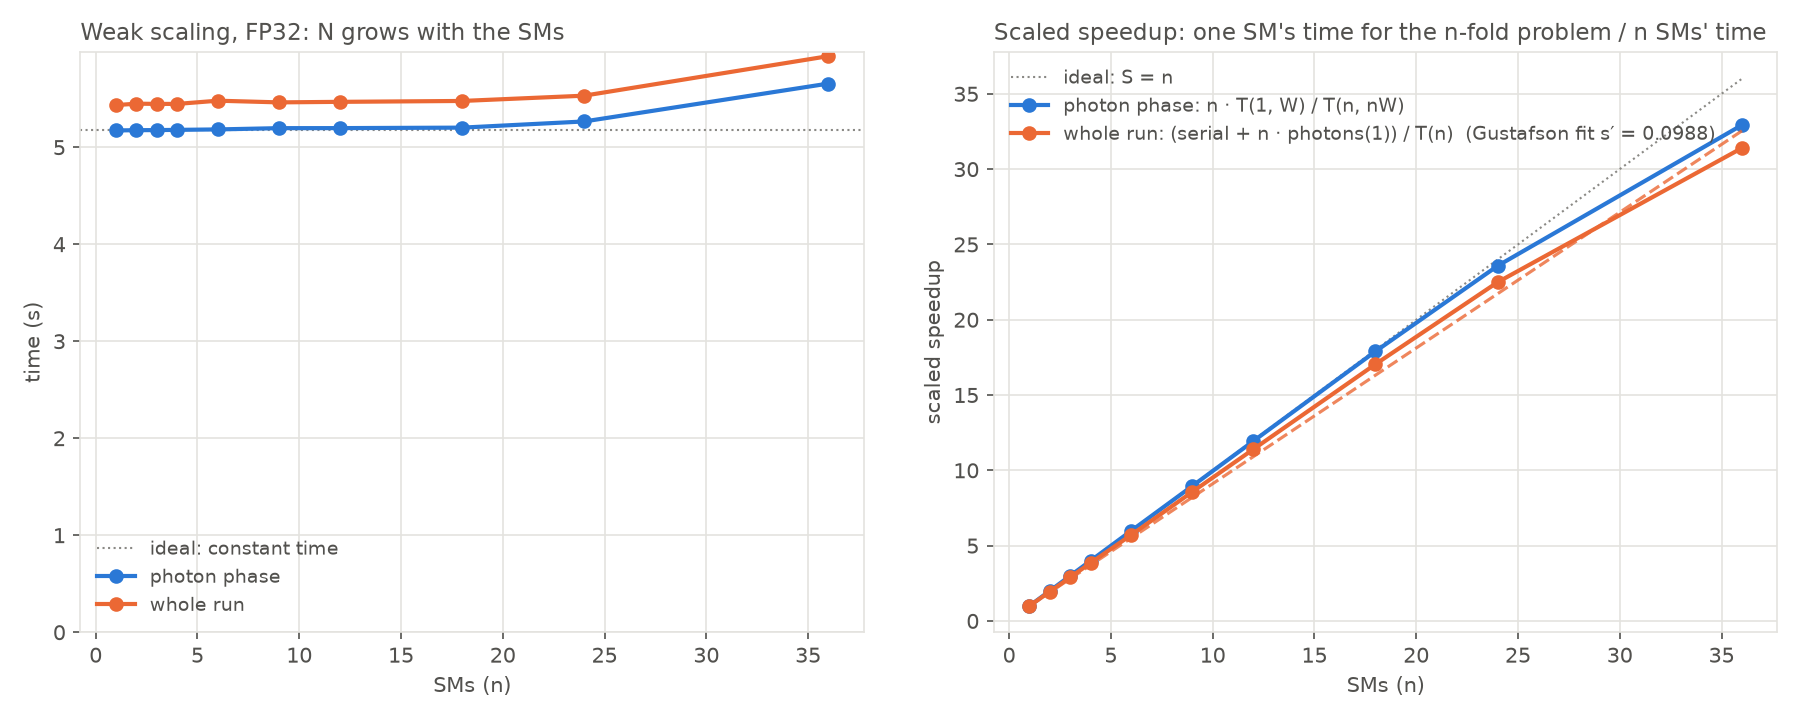 Weak scaling, FP32: N grows with the SMs
time (s)
5
4
3
2
1
0
ideal: constant time
photon phase
whole run
0 5 10 15 20 25 30 35
SMs (n)
Scaled speedup: one SM's time for the n-fold problem / n SMs' time
scaled speedup
35
30
25
20
15
10
5
0
ideal: S = n
photon phase: n · T(1, W) / T(n, nW)
whole run: (serial + n · photons(1)) / T(n)  (Gustafson fit s′ = 0.0988)
0 5 10 15 20 25 30 35
SMs (n)